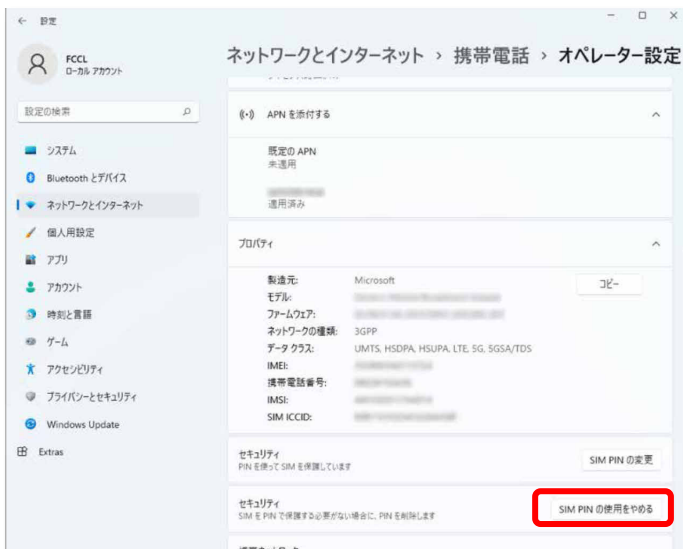 ← 設定
FCCL
ローカル アカウント
設定の検索
システム
Bluetooth とデバイス
ネットワークとインターネット
個人用設定
アプリ
アカウント
時刻と言語
ゲーム
アクセシビリティ
プライバシーとセキュリティ
Windows Update
Extras
ネットワークとインターネット › 携帯電話 › オペレーター設定
APN を添付する
既定の APN
未適用
適用済み
プロパティ
製造元: Microsoft
コピー
モデル:
ファームウェア:
ネットワークの種類: 3GPP
データ クラス: UMTS, HSDPA, HSUPA, LTE, 5G, 5GSA/TDS
IMEI:
携帯電話番号:
IMSI:
SIM ICCID:
セキュリティ
PIN を使って SIM を保護しています
SIM PIN の変更
セキュリティ
SIM を PIN で保護する必要がない場合に、PIN を削除します
SIM PIN の使用をやめる